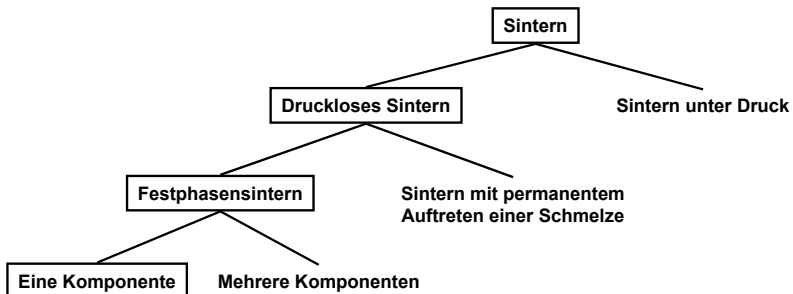 Sintern
Druckloses Sintern
Sintern unter Druck
Festphasensintern
Sintern mit permanentem
Auftreten einer Schmelze
Eine Komponente
Mehrere Komponenten